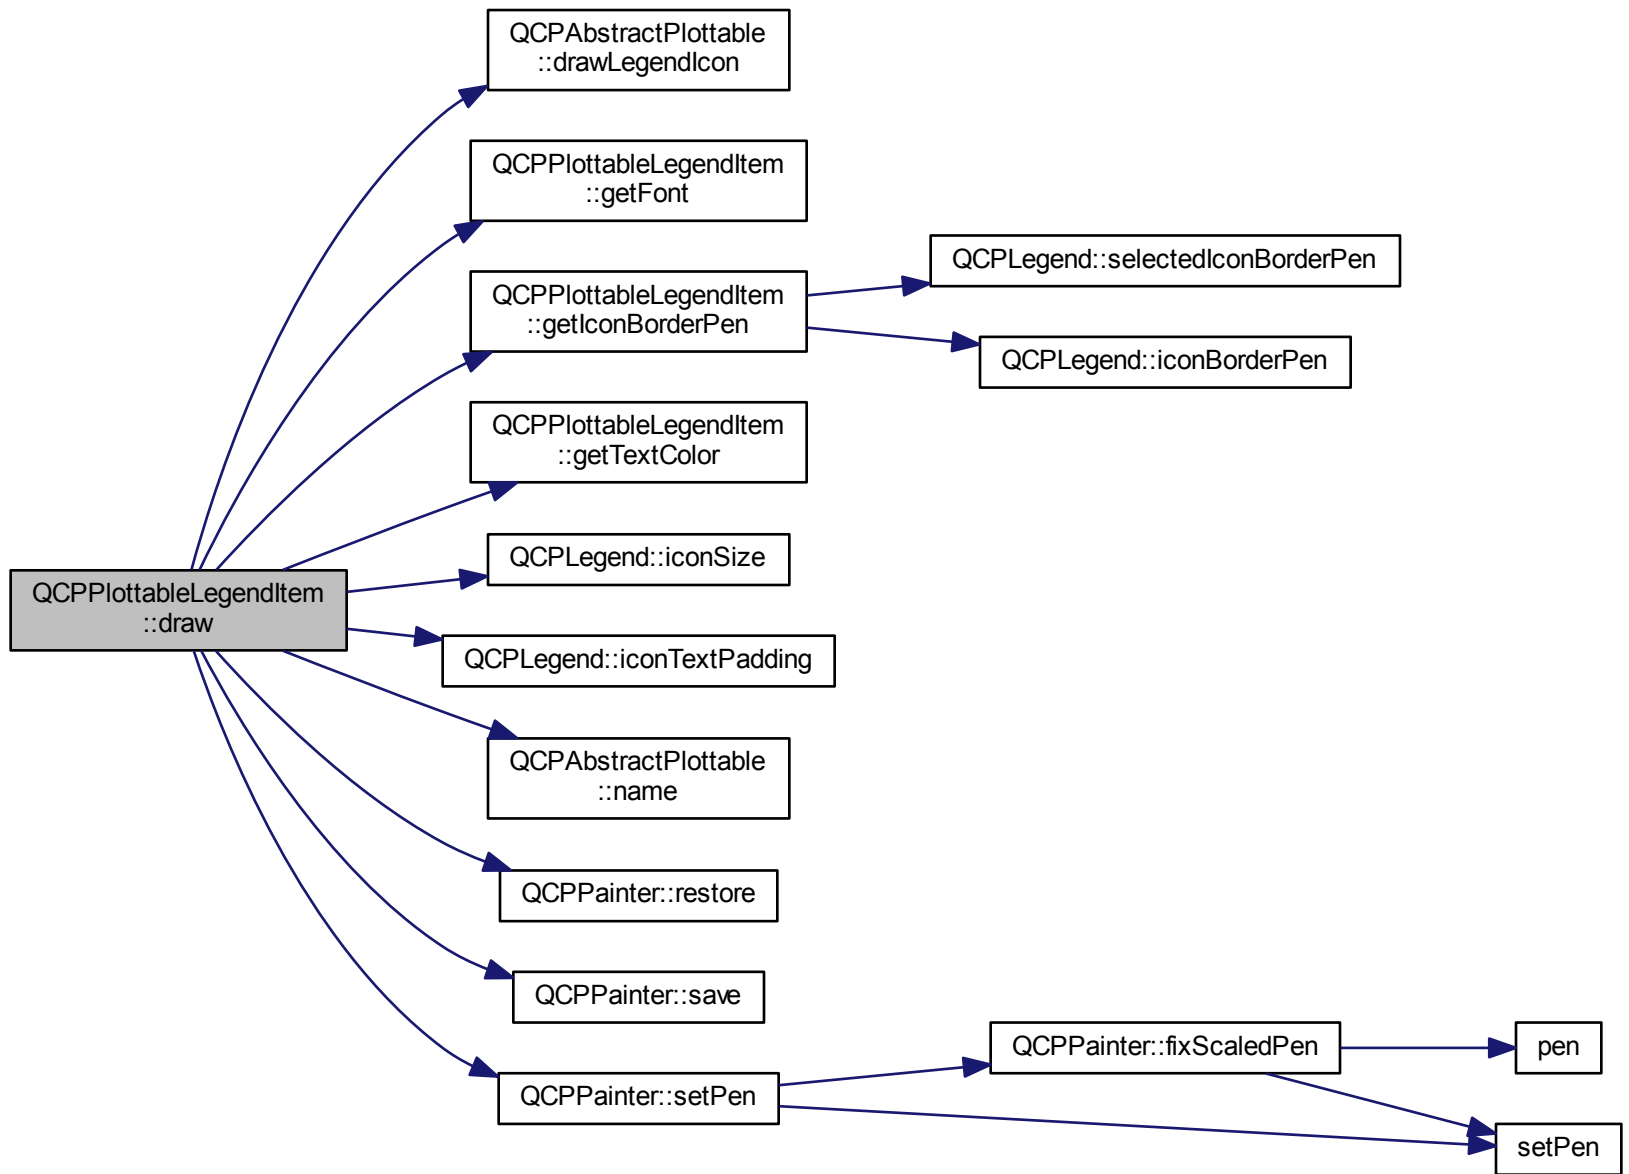 QCPAbstractPlottable
::drawLegendIcon
QCPPlottableLegendItem
::getFont
QCPPlottableLegendItem
::getIconBorderPen
QCPLegend::selectedIconBorderPen
QCPLegend::iconBorderPen
QCPPlottableLegendItem
::getTextColor
QCPLegend::iconSize
QCPPlottableLegendItem
::draw
QCPLegend::iconTextPadding
QCPAbstractPlottable
::name
QCPPainter::restore
QCPPainter::save
QCPPainter::fixScaledPen
pen
QCPPainter::setPen
setPen